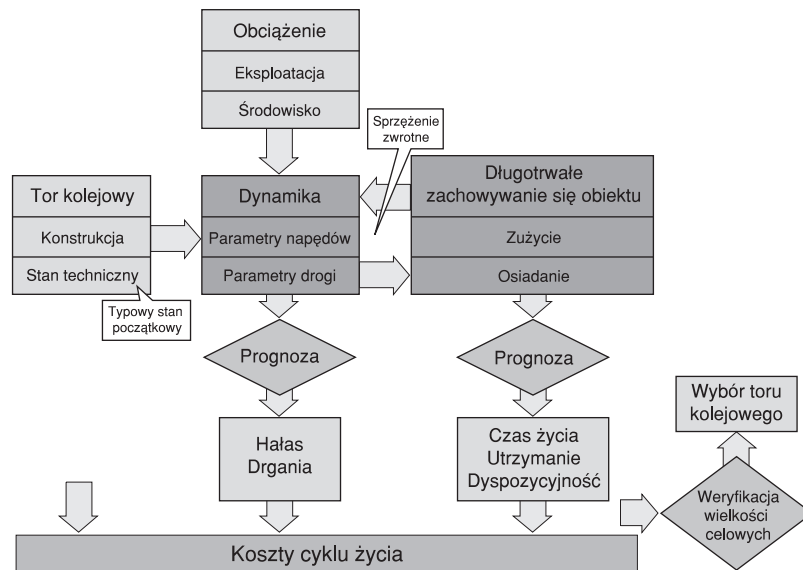 Obciążenie
Eksploatacja
Środowisko
Sprzężenie
zwrotne
Tor kolejowy
Konstrukcja
Stan techniczny
Typowy stan
początkowy
Dynamika
Parametry napędów
Parametry drogi
Długotrwałe
zachowywanie się obiektu
Zużycie
Osiadanie
Prognoza
Prognoza
Hałas
Drgania
Czas życia
Utrzymanie
Dyspozycyjność
Wybór toru
kolejowego
Weryfikacja
wielkości
celowych
Koszty cyklu życia